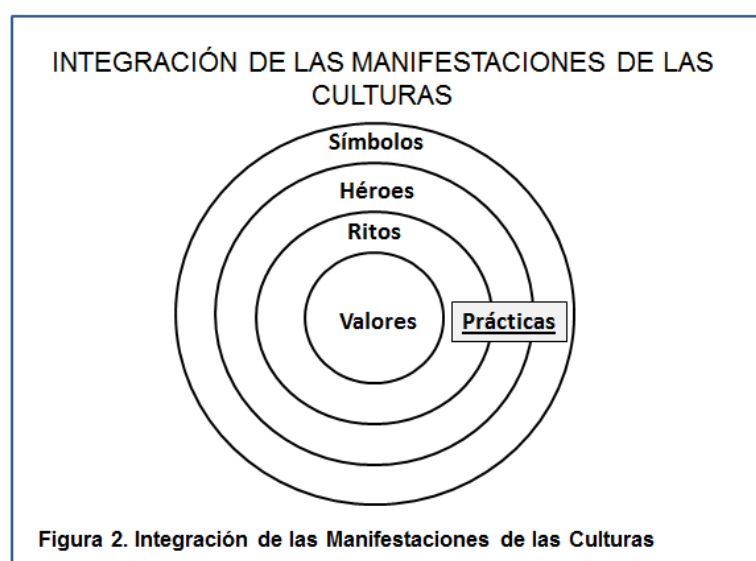 INTEGRACIÓN DE LAS MANIFESTACIONES DE LAS
CULTURAS
Símbolos
Héroes
Ritos
Valores
Prácticas
Figura 2. Integración de las Manifestaciones de las Culturas